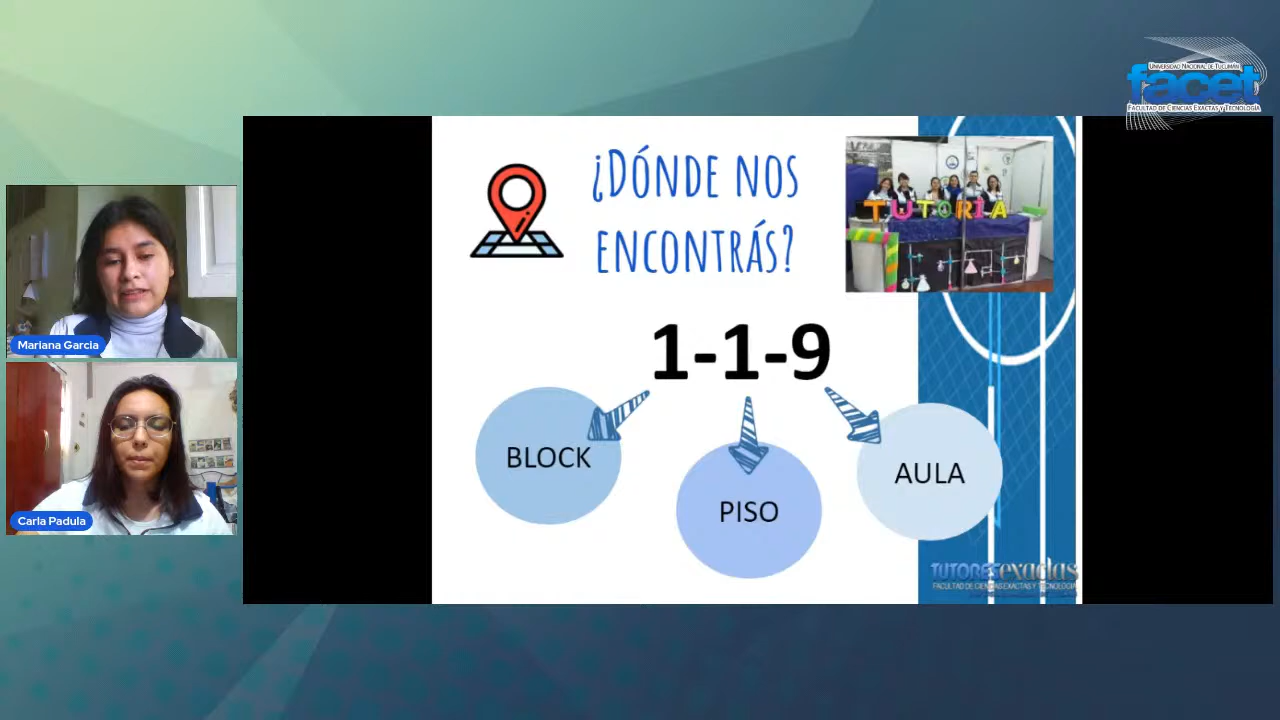 UNIVERSIDAD NACIONAL DE TUCUMÁN
facet
FACULTAD DE CIENCIAS EXACTAS Y TECNOLOGÍA
¿DÓNDE NOS
ENCONTRÁS?
TUTORÍA
1-1-9
BLOCK
PISO
AULA
Mariana Garcia
Carla Padula
TUTORES exactas
FACULTAD DE CIENCIAS EXACTAS Y TECNOLOGÍA